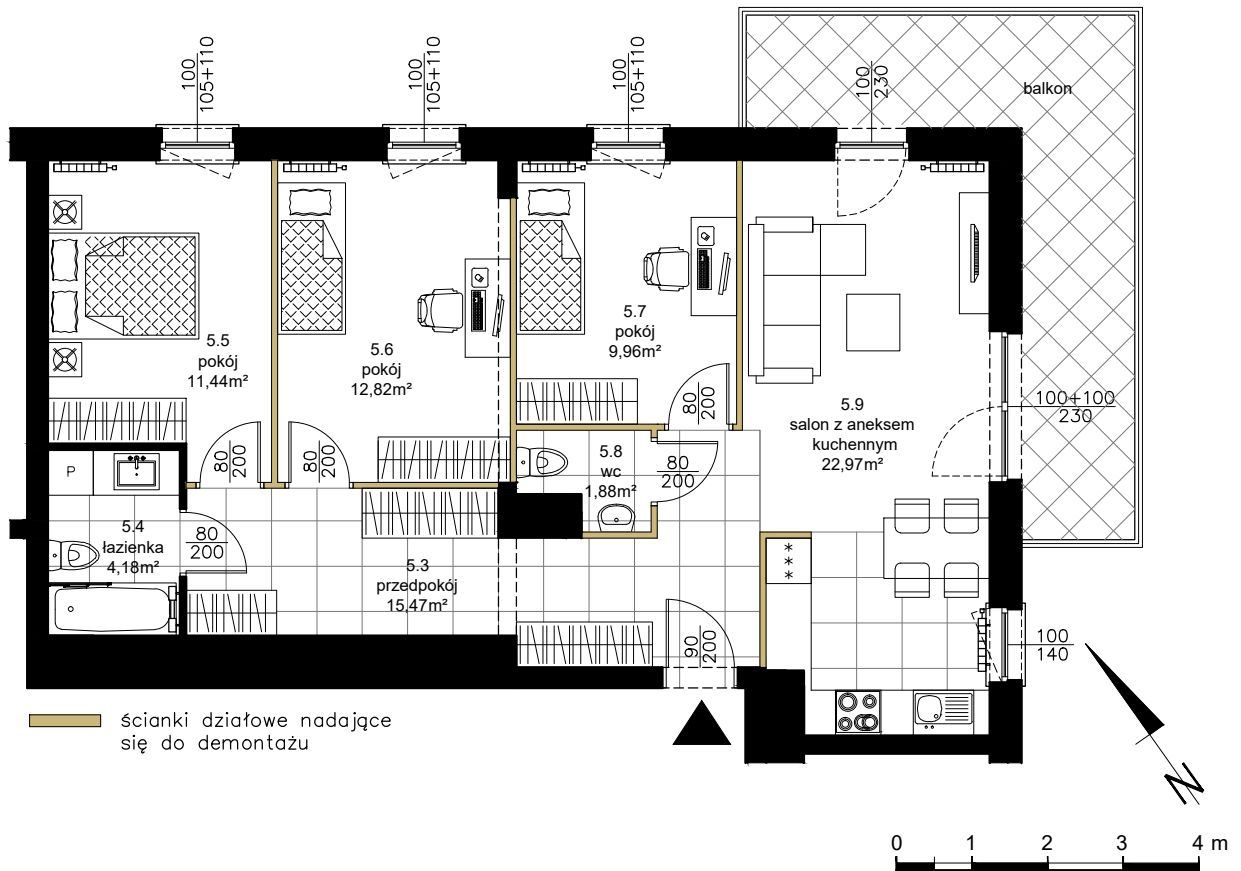 100
105+110
100
105+110
100
105+110
100
230
balkon
5.5
pokój
11,44m²
5.6
pokój
12,82m²
5.7
pokój
9,96m²
5.9
salon z aneksem
kuchennym
22,97m²
100+100
230
80
200
80
200
80
200
5.8
wc
1,88m²
80
200
P
5.4
łazienka
4,18m²
80
200
5.3
przedpokój
15,47m²
90
200
***
100
140
ścianki działowe nadające
się do demontażu
N
0 1 2 3 4 m